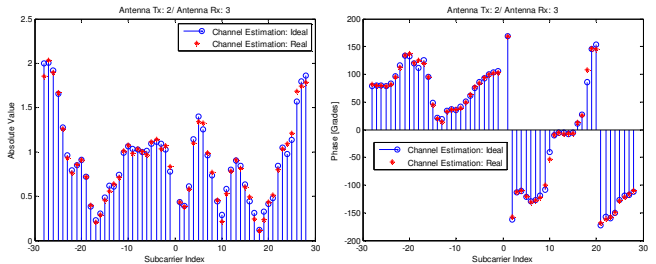 Antenna Tx: 2/ Antenna Rx: 3
2.5
2
1.5
1
0.5
0
-30
-20
-10
0
10
20
30
Absolute Value
Subcarrier Index
Channel Estimation: Ideal
Channel Estimation: Real
Antenna Tx: 2/ Antenna Rx: 3
200
150
100
50
0
-50
-100
-150
-200
-30
-20
-10
0
10
20
30
Phase [Grades]
Subcarrier Index
Channel Estimation: Ideal
Channel Estimation: Real